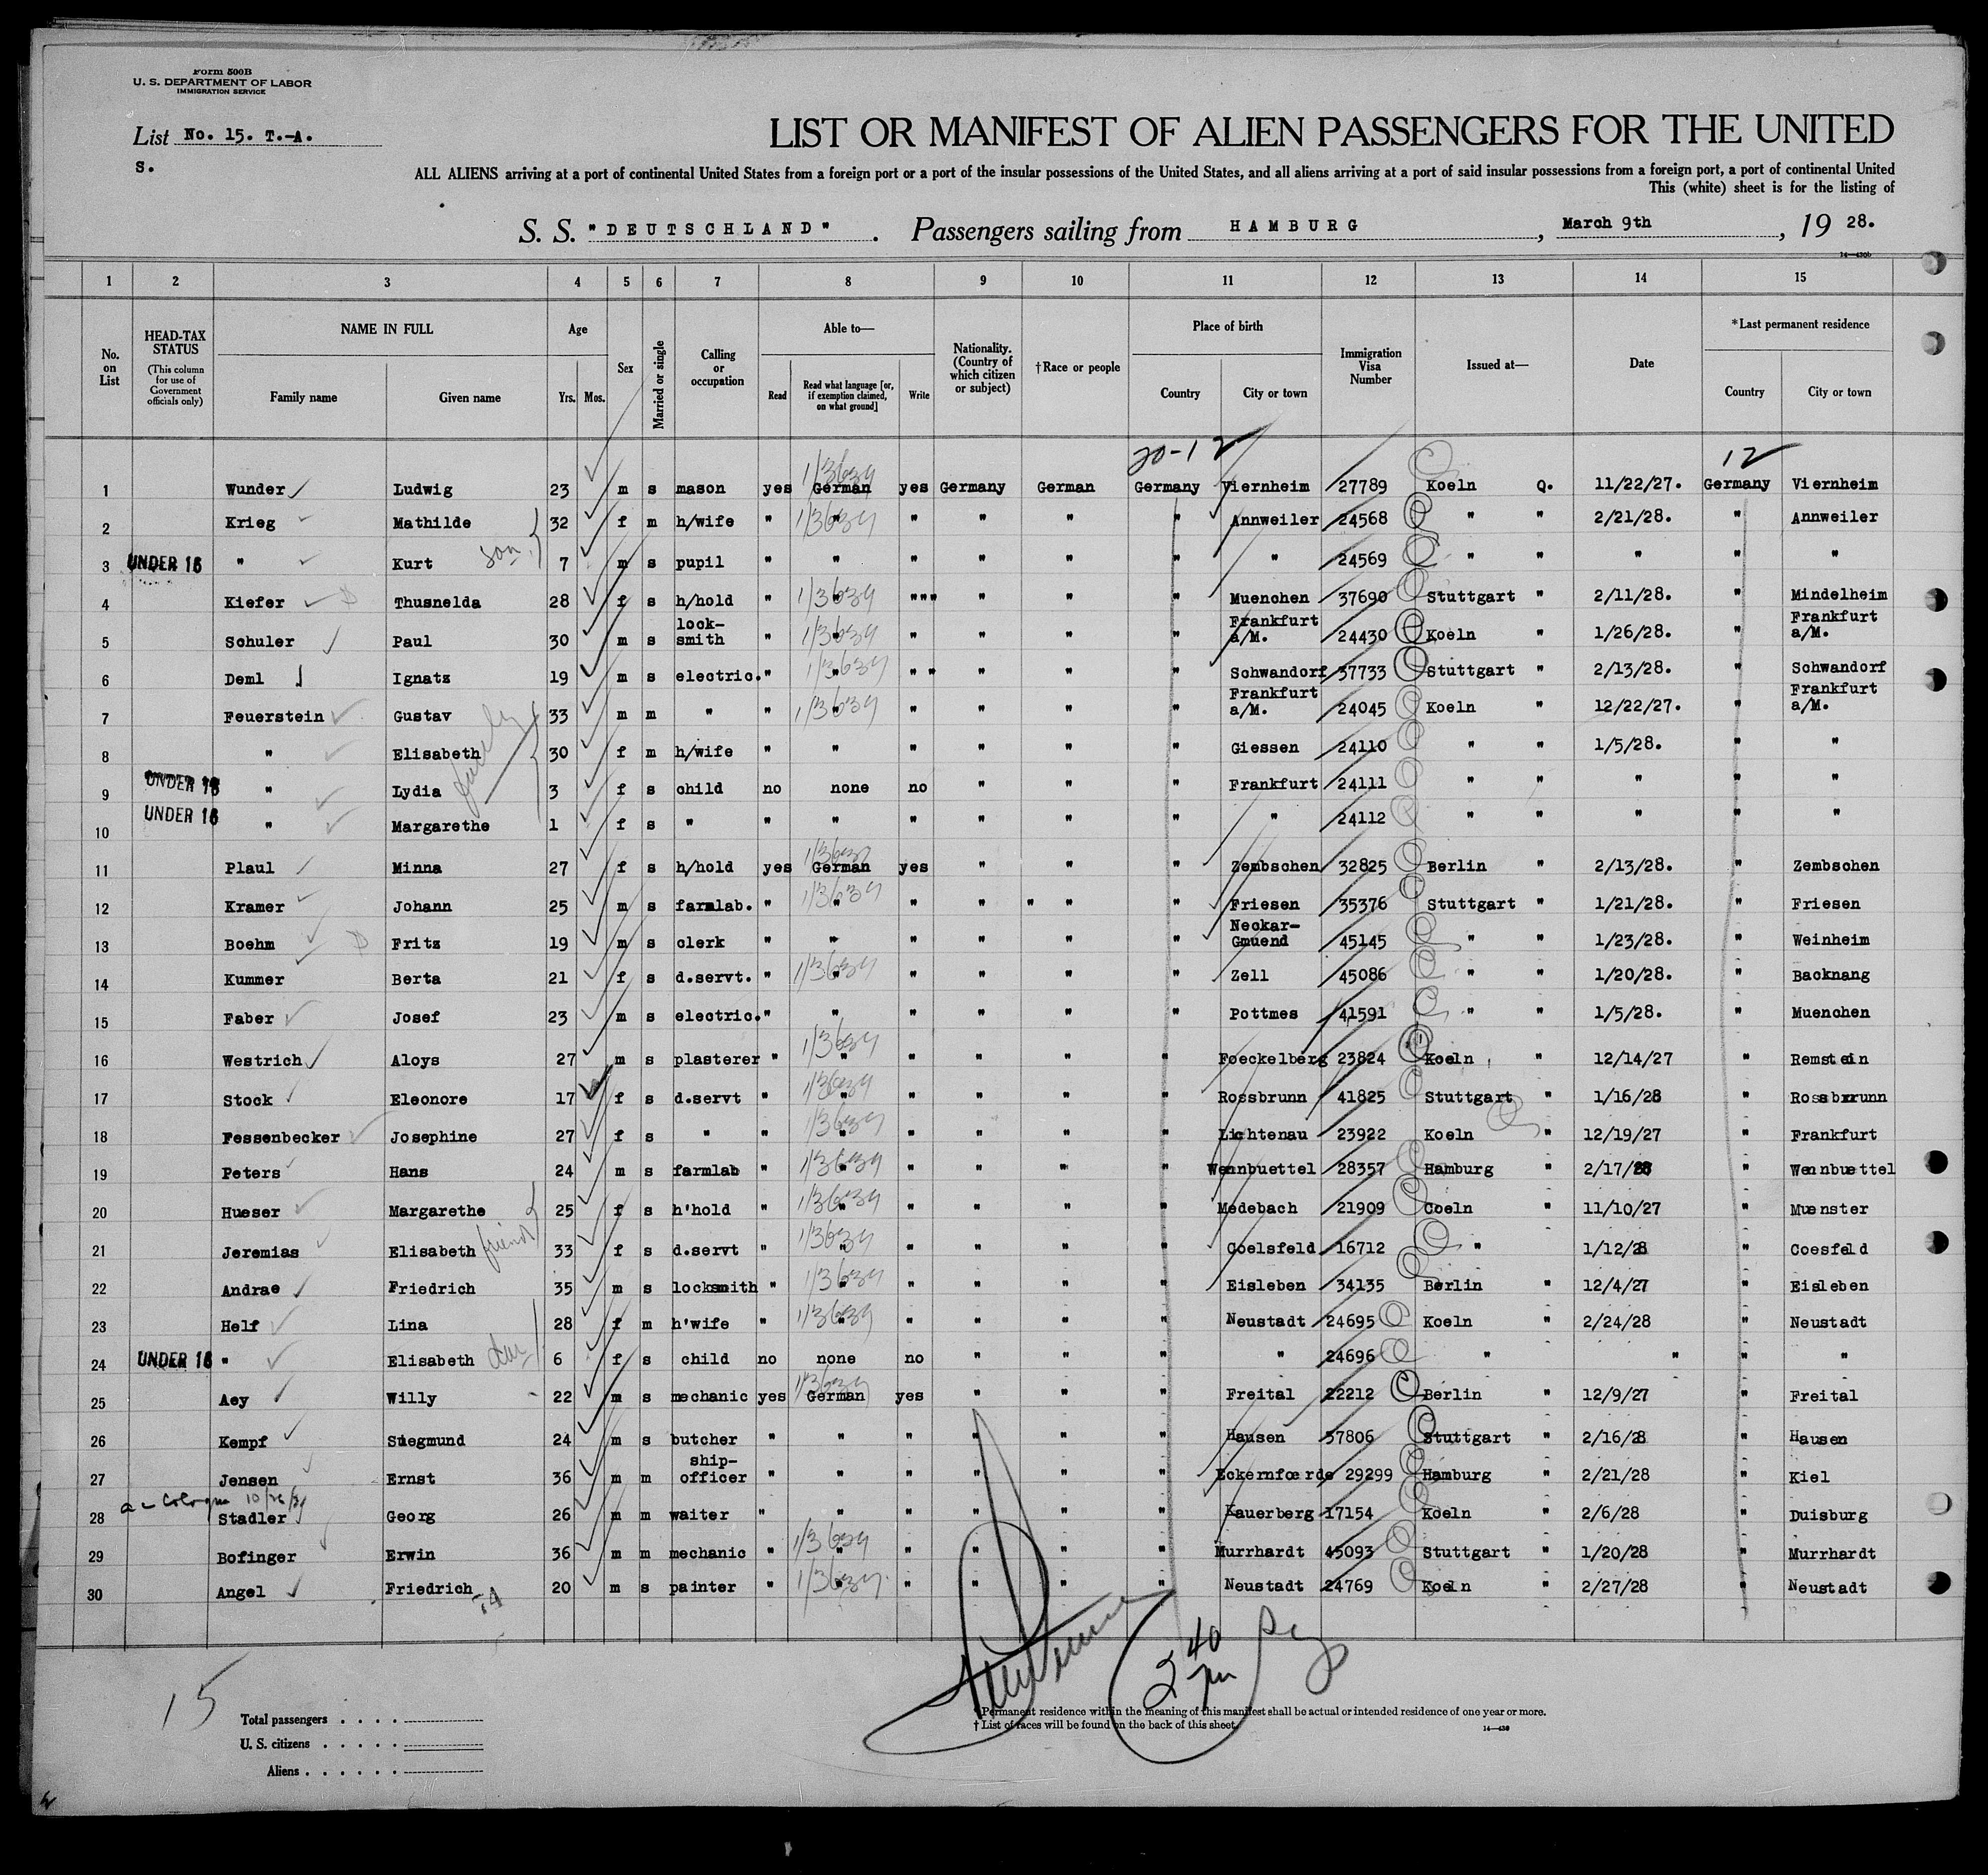 Form 500B
U. S. DEPARTMENT OF LABOR
IMMIGRATION SERVICE
List No. 15. T.-A.
S.
LIST OR MANIFEST OF ALIEN PASSENGERS FOR THE UNITED
ALL ALIENS arriving at a port of continental United States from a foreign port or a port of the insular possessions of the United States, and all aliens arriving at a port of said insular possessions from a foreign port, a port of continental United
This (white) sheet is for the listing of
S. S. "DEUTSCHLAND". Passengers sailing from HAMBURG, March 9th, 19 28.
14—430b
1 2 3 4 5 6 7 8 9 10 11 12 13 14 15
No. on List
HEAD-TAX STATUS (This column for use of Government officials only)
NAME IN FULL Family name Given name
Age Yrs. Mos.
Sex
Married or single
Calling or occupation
Able to— Read Read what language [or, if exemption claimed, on what ground] Write
Nationality. (Country of which citizen or subject)
†Race or people
Place of birth Country City or town
Immigration Visa Number
Issued at—
Date
*Last permanent residence Country City or town
20-12 12
1 Wunder Ludwig 23 m s mason yes German yes Germany German Germany Viernheim 27789 Koeln Q. 11/22/27. Germany Viernheim
2 Krieg Mathilde 32 f m h/wife " " " " " " Annweiler 24568 " " 2/21/28. " Annweiler
3 UNDER 16 " Kurt son 7 m s pupil " " " " " " " 24569 " " " " "
4 Kiefer Thusnelda 28 f s h/hold " " """ " " " Muenchen 37690 Stuttgart " 2/11/28. " Mindelheim
5 Schuler Paul 30 m s lock-smith " " " " " " Frankfurt a/M. 24430 Koeln " 1/26/28. " Frankfurt a/M.
6 Deml Ignatz 19 m s electric. " " " " " " " Schwandorf 37733 Stuttgart " 2/13/28. " Schwandorf
7 Feuerstein Gustav 33 m m " " " " " " " Frankfurt a/M. 24045 Koeln " 12/22/27. " Frankfurt a/M.
8 " Elisabeth family 30 f m h/wife " " " " " " Giessen 24110 " " 1/5/28. " "
9 UNDER 16 " Lydia 3 f s child no none no " " " Frankfurt 24111 " " " " "
10 UNDER 16 " Margarethe 1 f s " " " " " " " " 24112 " " " " "
11 Plaul Minna 27 f s h/hold yes German yes " " " Zembschen 32825 Berlin " 2/13/28. " Zembschen
12 Kramer Johann 25 m s farmlab. " " " " " " " Friesen 35376 Stuttgart " 1/21/28. " Friesen
13 Boehm Fritz 19 m s clerk " " " " " " Neckar-Gmuend 45145 " " 1/23/28. " Weinheim
14 Kummer Berta 21 f s d.servt. " " " " " " Zell 45086 " " 1/20/28. " Backnang
15 Faber Josef 23 m s electric. " " " " " " Pottmes 41591 " " 1/5/28. " Muenchen
16 Westrich Aloys 27 m s plasterer " " " " " " Foeckelberg 23824 Koeln " 12/14/27 " Remstein
17 Stock Eleonore 17 f s d.servt " " " " " " Rossbrunn 41825 Stuttgart " 1/16/28 " Rossbrunn
18 Fessenbecker Josephine 27 f s " " " " " " " Lichtenau 23922 Koeln " 12/19/27 " Frankfurt
19 Peters Hans 24 m s farmlab " " " " " " Wennbuettel 28357 Hamburg " 2/17/28 " Wennbuettel
20 Hueser Margarethe 25 f s h'hold " " " " " " Medebach 21909 Coeln " 11/10/27 " Muenster
21 Jeremias Elisabeth friend 33 f s d.servt " " " " " " Coelsfeld 16712 " 1/12/28 " Coesfeld
22 Andrae Friedrich 35 m s locksmith " " " " " " Eisleben 34135 Berlin " 12/4/27 " Eisleben
23 Helf Lina 28 f m h'wife " " " " " " Neustadt 24695 Koeln " 2/24/28 " Neustadt
24 UNDER 16 " Elisabeth dau 6 f s child no none no " " " " 24696 " " " "
25 Aey Willy 22 m s mechanic yes German yes " " " Freital 22212 Berlin " 12/9/27 " Freital
26 Kempf Siegmund 24 m s butcher " " " " " " Hausen 37806 Stuttgart " 2/16/28 " Hausen
27 Jensen Ernst 36 m m ship-officer " " " " " " Eckernfoerde 29299 Hamburg " 2/21/28 " Kiel
28 Stadler Georg 26 m m waiter " " " " " " Kauerberg 17154 Koeln " 2/6/28 " Duisburg
29 Bofinger Erwin 36 m m mechanic " " " " " " Murrhardt 45093 Stuttgart " 1/20/28 " Murrhardt
30 Angel Friedrich 20 m s painter " " " " " " Neustadt 24769 Koeln " 2/27/28 " Neustadt
15
2 40 pm
Total passengers
U. S. citizens
Aliens
* Permanent residence within the meaning of this manifest shall be actual or intended residence of one year or more.
† List of races will be found on the back of this sheet.
14—430